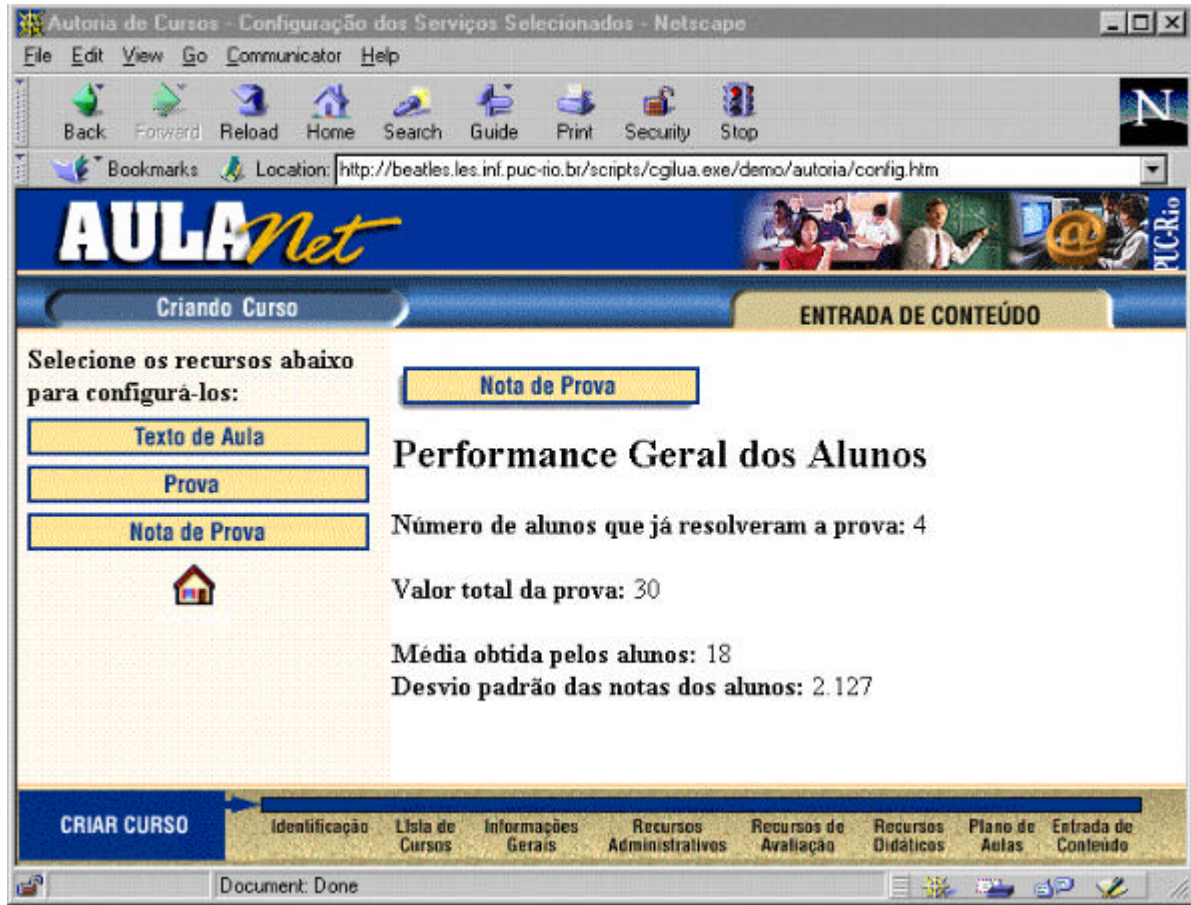 Autoria de Cursos - Configuração dos Serviços Selecionados - Netscape
File Edit View Go Communicator Help
Back Forward Reload Home Search Guide Print Security Stop
N
Bookmarks Location: http://beatles.les.inf.puc-rio.br/scripts/cgilua.exe/demo/autoria/config.htm
AULANet
@
PUC-Rio
Criando Curso
ENTRADA DE CONTEÚDO
Selecione os recursos abaixo
para configurá-los:
Texto de Aula
Prova
Nota de Prova
Nota de Prova
Performance Geral dos Alunos
Número de alunos que já resolveram a prova: 4
Valor total da prova: 30
Média obtida pelos alunos: 18
Desvio padrão das notas dos alunos: 2.127
CRIAR CURSO
Identificação
Lista de
Cursos
Informações
Gerais
Recursos
Administrativos
Recursos de
Avaliação
Recursos
Didáticos
Plano de
Aulas
Entrada de
Conteúdo
Document: Done